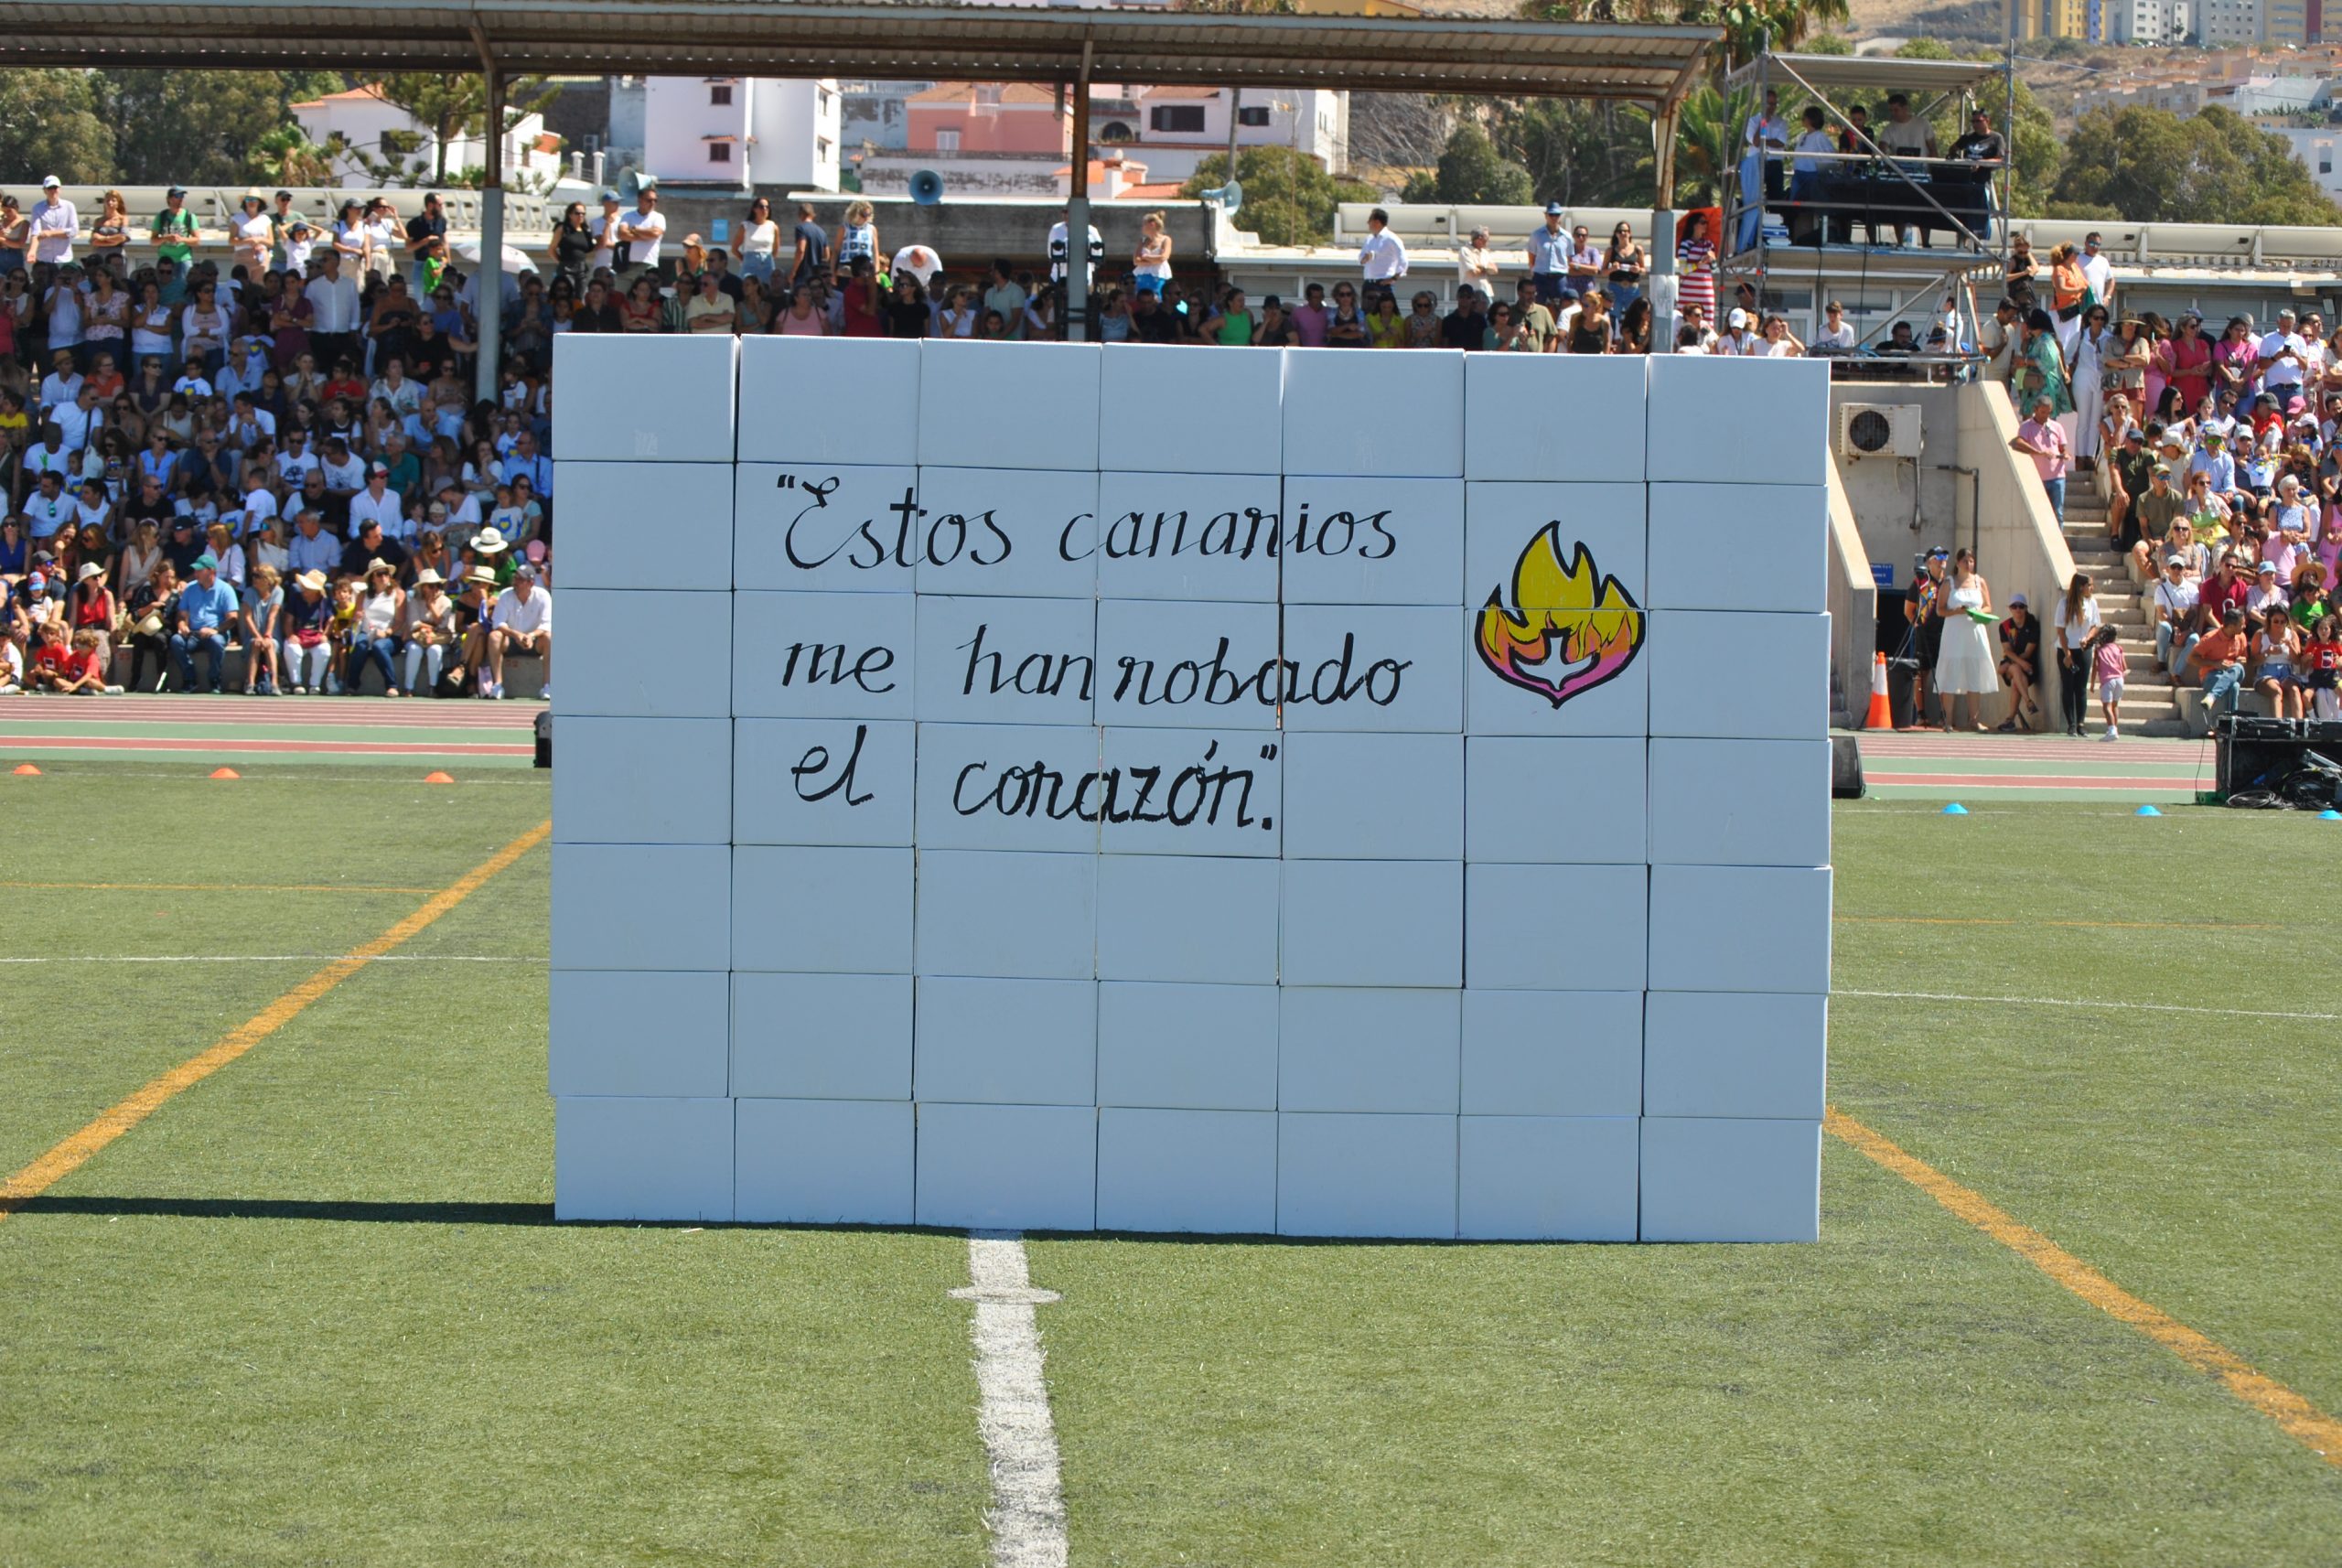 "Estos canarios
me han robado
el corazón".